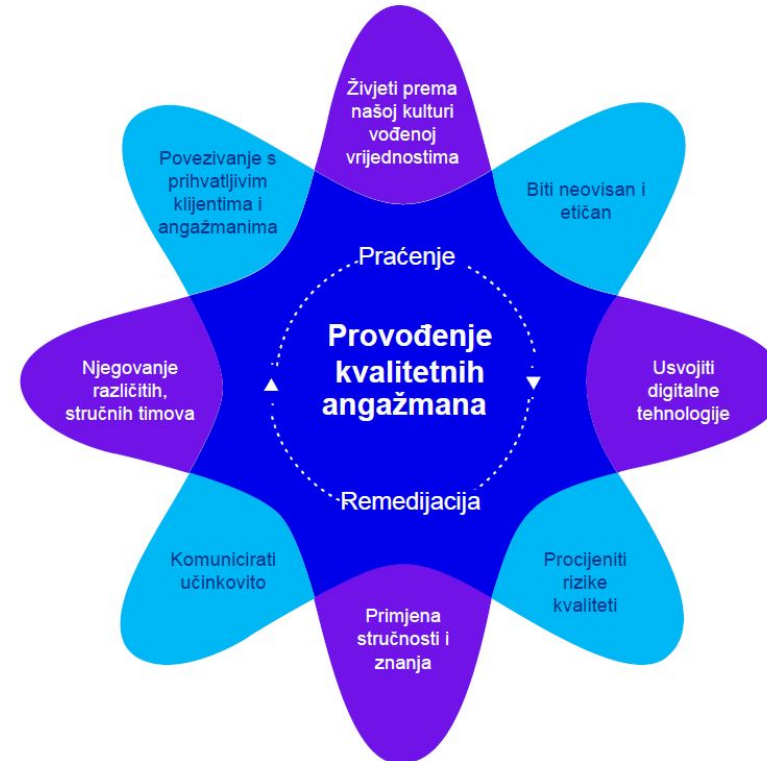 Živjeti prema
našoj kulturi
vođenoj
vrijednostima
Povezivanje s
prihvatljivim
klijentima i
angažmanima
Biti neovisan i
etičan
Praćenje
Provođenje
kvalitetnih
angažmana
Njegovanje
različitih,
stručnih timova
Usvojiti
digitalne
tehnologije
Remedijacija
Komunicirati
učinkovito
Procijeniti
rizike
kvaliteti
Primjena
stručnosti i
znanja